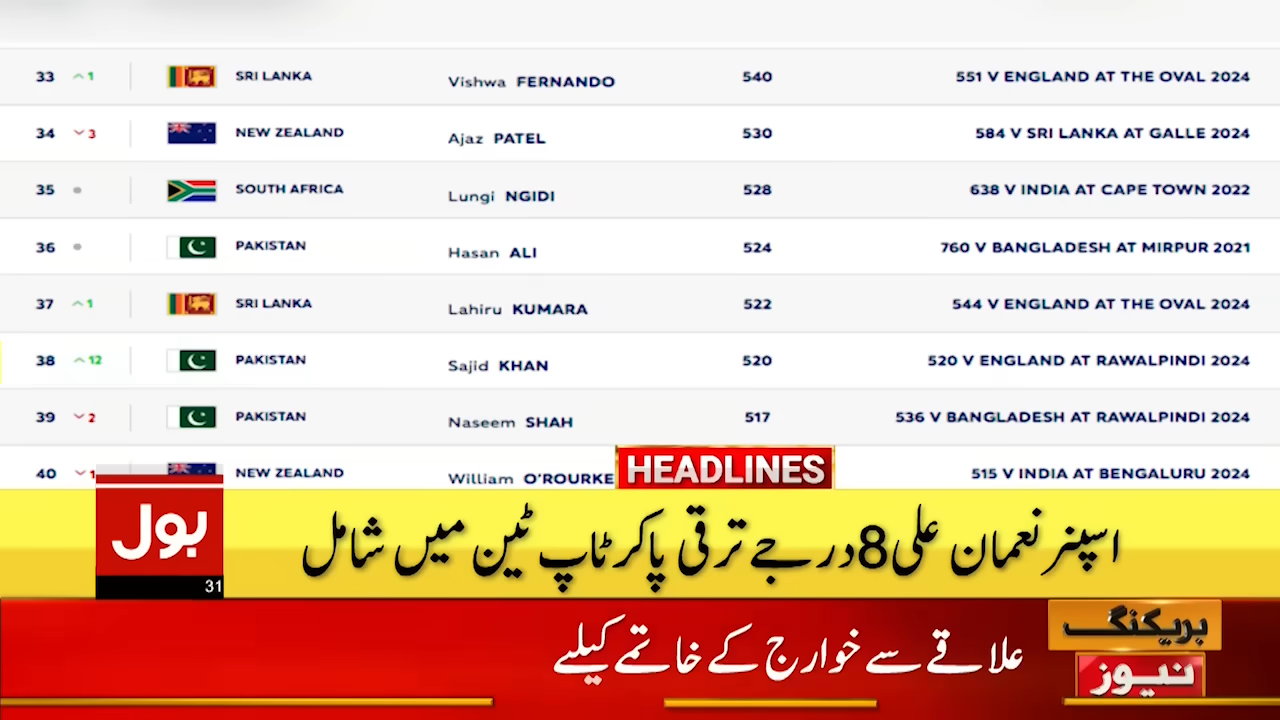 33 1 SRI LANKA Vishwa FERNANDO 540 551 V ENGLAND AT THE OVAL 2024
34 3 NEW ZEALAND Ajaz PATEL 530 584 V SRI LANKA AT GALLE 2024
35 SOUTH AFRICA Lungi NGIDI 528 638 V INDIA AT CAPE TOWN 2022
36 PAKISTAN Hasan ALI 524 760 V BANGLADESH AT MIRPUR 2021
37 1 SRI LANKA Lahiru KUMARA 522 544 V ENGLAND AT THE OVAL 2024
38 12 PAKISTAN Sajid KHAN 520 520 V ENGLAND AT RAWALPINDI 2024
39 2 PAKISTAN Naseem SHAH 517 536 V BANGLADESH AT RAWALPINDI 2024
40 1 NEW ZEALAND William O'ROURKE 515 V INDIA AT BENGALURU 2024
HEADLINES
اسپنر نعمان علی 8 درجے ترقی پا کر ٹاپ ٹین میں شامل
بول
31
بریکنگ
نیوز
علاقے سے خوارج کے خاتمے کیلیے